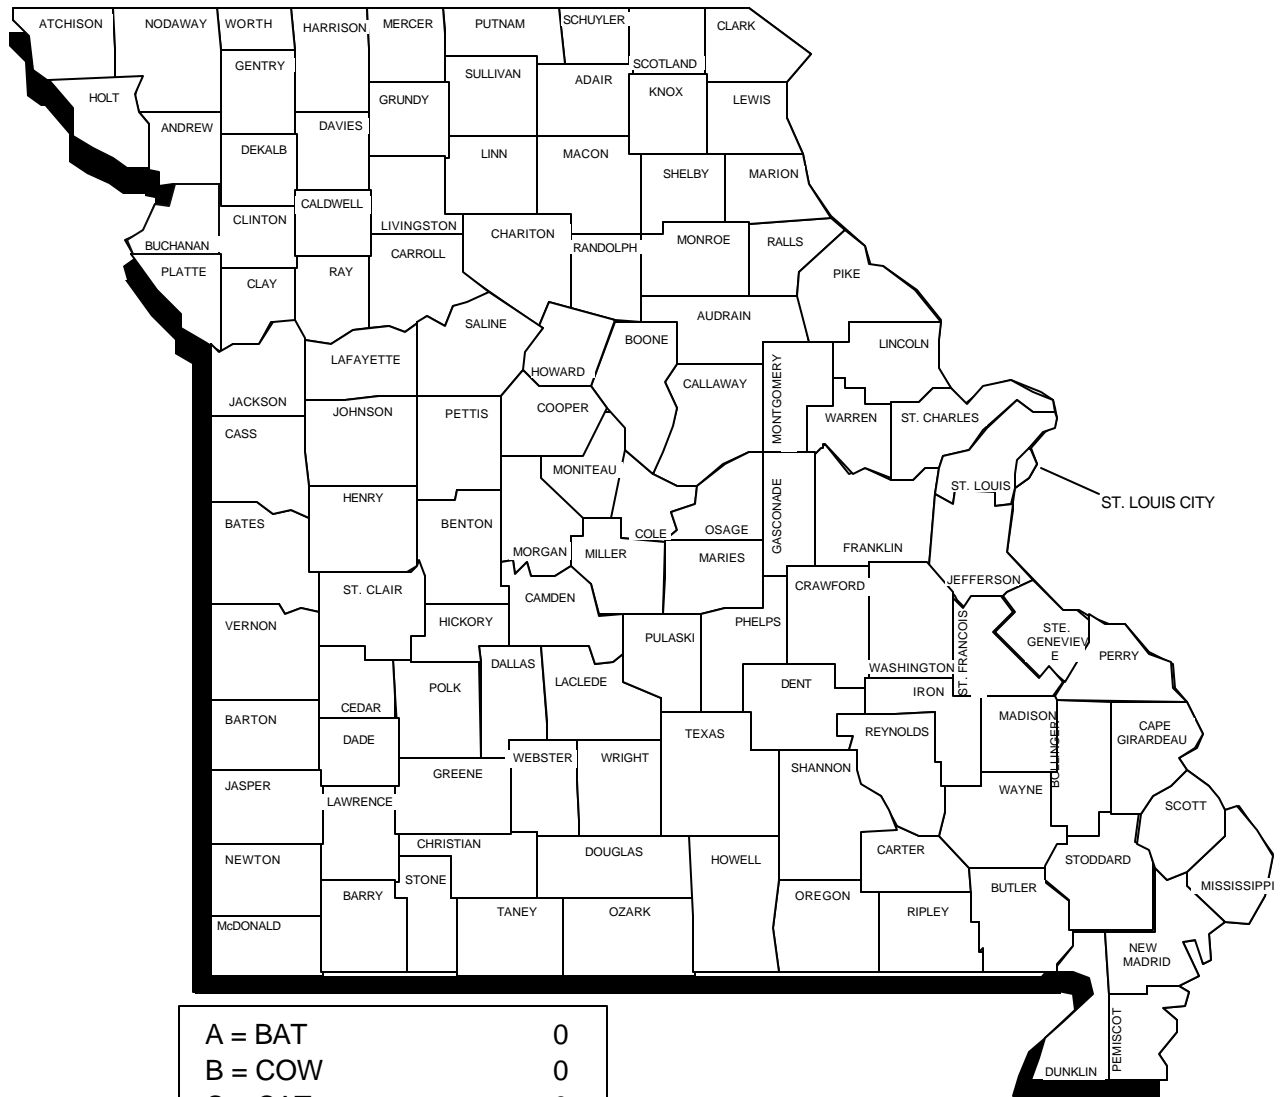 ATCHISON
NODAWAY
WORTH
HARRISON
MERCER
PUTNAM
SCHUYLER
SCOTLAND
CLARK
HOLT
GENTRY
GRUNDY
SULLIVAN
ADAIR
KNOX
LEWIS
ANDREW
DEKALB
DAVIES
LINN
MACON
SHELBY
MARION
BUCHANAN
CLINTON
CALDWELL
LIVINGSTON
CHARITON
RANDOLPH
MONROE
RALLS
PLATTE
CLAY
RAY
CARROLL
PIKE
SALINE
HOWARD
BOONE
AUDRAIN
LINCOLN
JACKSON
LAFAYETTE
COOPER
CALLAWAY
MONTGOMERY
WARREN
ST. CHARLES
CASS
JOHNSON
PETTIS
MONITEAU
ST. LOUIS
ST. LOUIS CITY
BATES
HENRY
BENTON
MORGAN
MILLER
COLE
OSAGE
GASCONADE
FRANKLIN
JEFFERSON
ST. CLAIR
CAMDEN
MARIES
CRAWFORD
VERNON
HICKORY
PULASKI
PHELPS
WASHINGTON
ST. FRANCOIS
STE.
GENEVIEV
E
PERRY
CEDAR
POLK
DALLAS
LACLEDE
DENT
IRON
BARTON
DADE
TEXAS
REYNOLDS
MADISON
BOLLINGER
CAPE
GIRARDEAU
JASPER
LAWRENCE
GREENE
WEBSTER
WRIGHT
SHANNON
WAYNE
SCOTT
NEWTON
CHRISTIAN
STONE
DOUGLAS
HOWELL
CARTER
STODDARD
MISSISSIPPI
McDONALD
BARRY
TANEY
OZARK
OREGON
RIPLEY
BUTLER
NEW
MADRID
DUNKLIN
PEMISCOT
A = BAT 0
B = COW 0